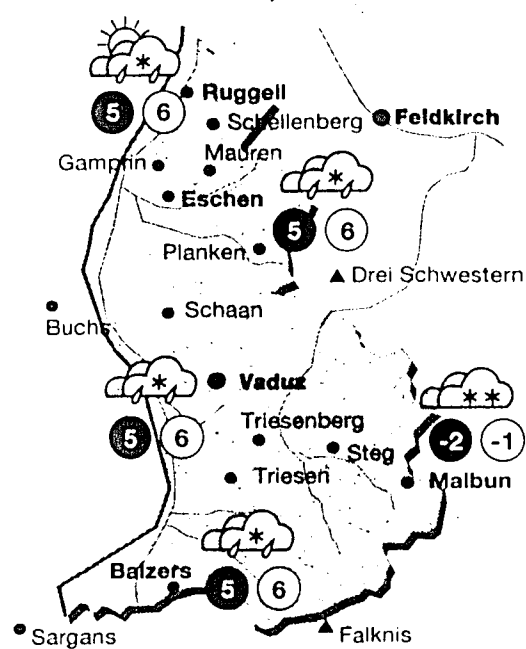 Ruggell
5 6
Schellenberg
Feldkirch
Mauren
Gamprin
Eschen
5 6
Planken
Drei Schwestern
Schaan
Buchs
Vaduz
5 6
Triesenberg
-2 -1
Steg
Triesen
Malbun
Balzers
5 6
Sargans
Falknis